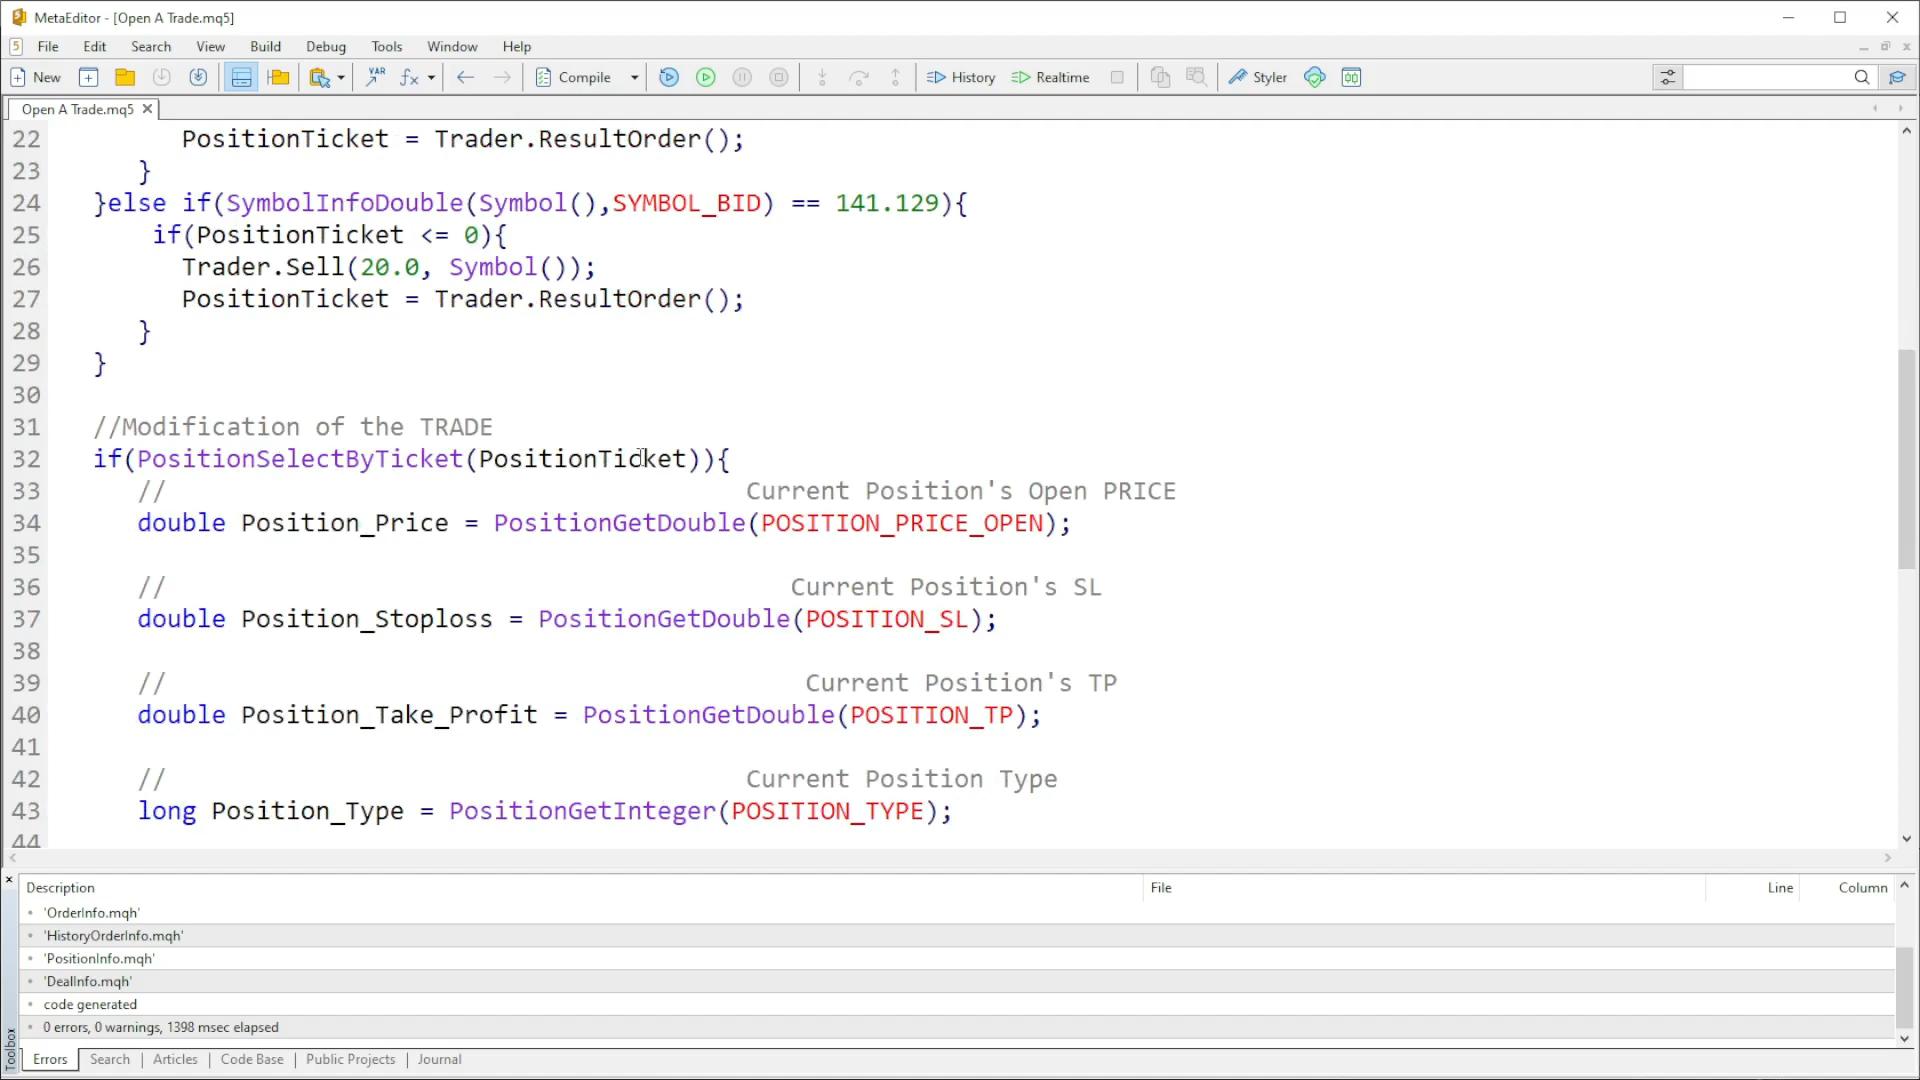 MetaEditor - [Open A Trade.mq5]
5 File Edit Search View Build Debug Tools Window Help
New VAR fx Compile History Realtime Styler
Open A Trade.mq5
22 PositionTicket = Trader.ResultOrder();
23 }
24 }else if(SymbolInfoDouble(Symbol(),SYMBOL_BID) == 141.129){
25 if(PositionTicket <= 0){
26 Trader.Sell(20.0, Symbol());
27 PositionTicket = Trader.ResultOrder();
28 }
29 }
30
31 //Modification of the TRADE
32 if(PositionSelectByTicket(PositionTicket)){
33 // Current Position's Open PRICE
34 double Position_Price = PositionGetDouble(POSITION_PRICE_OPEN);
35
36 // Current Position's SL
37 double Position_Stoploss = PositionGetDouble(POSITION_SL);
38
39 // Current Position's TP
40 double Position_Take_Profit = PositionGetDouble(POSITION_TP);
41
42 // Current Position Type
43 long Position_Type = PositionGetInteger(POSITION_TYPE);
44
Description File Line Column
'OrderInfo.mqh'
'HistoryOrderInfo.mqh'
'PositionInfo.mqh'
'DealInfo.mqh'
code generated
0 errors, 0 warnings, 1398 msec elapsed
Toolbox
Errors Search Articles Code Base Public Projects Journal